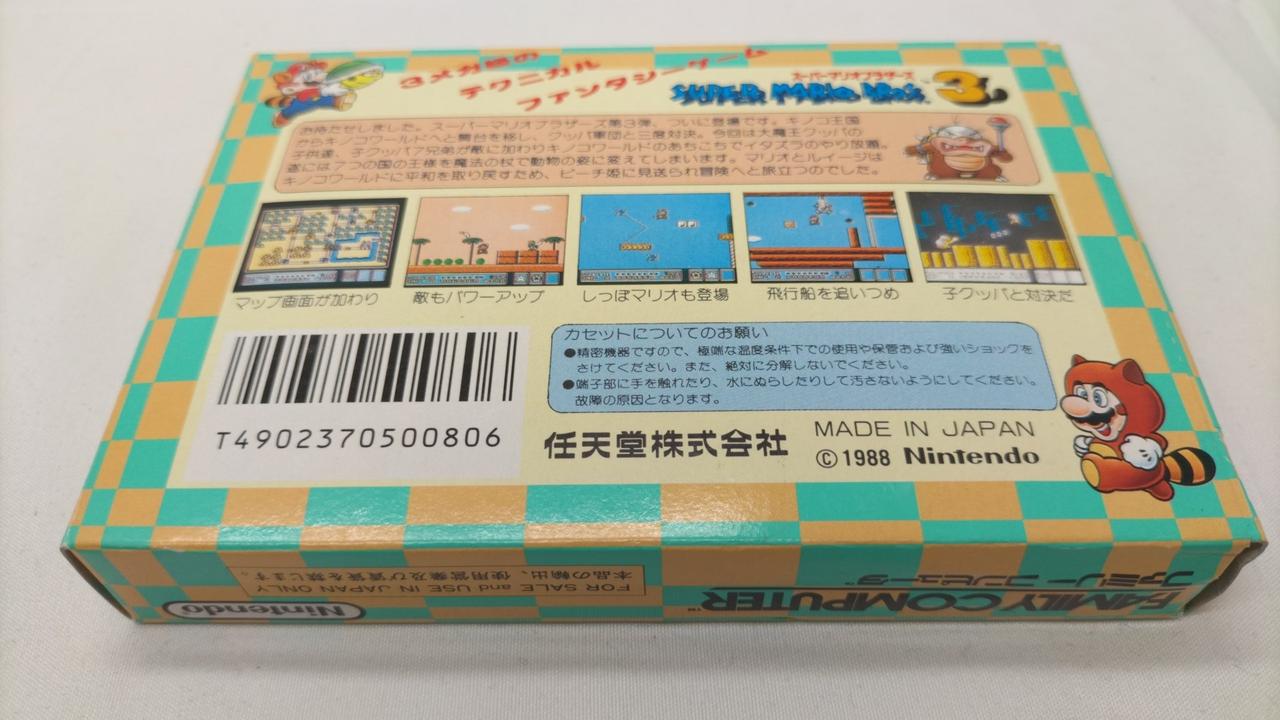 3メガ級の
テクニカル
ファンタジーゲーム
スーパーマリオブラザーズ
SUPER MARIO BROS. 3
お待たせしました。スーパーマリオブラザーズ第3弾、ついに登場です。キノコ王国
からキノコワールドへと舞台を移し、クッパ軍団と三度対決。今回は大魔王クッパの
子供達、子クッパ7兄弟が敵に加わりキノコワールドのあちこちでイタズラのやり放題。
遂には7つの国の王様を魔法の杖で動物の姿に変えてしまいます。マリオとルイージは
キノコワールドに平和を取り戻すため、ピーチ姫に見送られ冒険へと旅立つのでした。
マップ画面が加わり
敵もパワーアップ
しっぽマリオも登場
飛行船を追いつめ
子クッパと対決だ
カセットについてのお願い
●精密機器ですので、極端な温度条件下での使用や保管および強いショックを
さけてください。また、絶対に分解しないでください。
●端子部に手を触れたり、水にぬらしたりして汚さないようにしてください。
故障の原因となります。
T4902370500806
任天堂株式会社
MADE IN JAPAN
©1988 Nintendo
ファミリーコンピュータ™
FAMILY COMPUTER™
FOR SALE and USE IN JAPAN ONLY
本品の輸出、使用営業及び賃貸を禁じます。
Nintendo